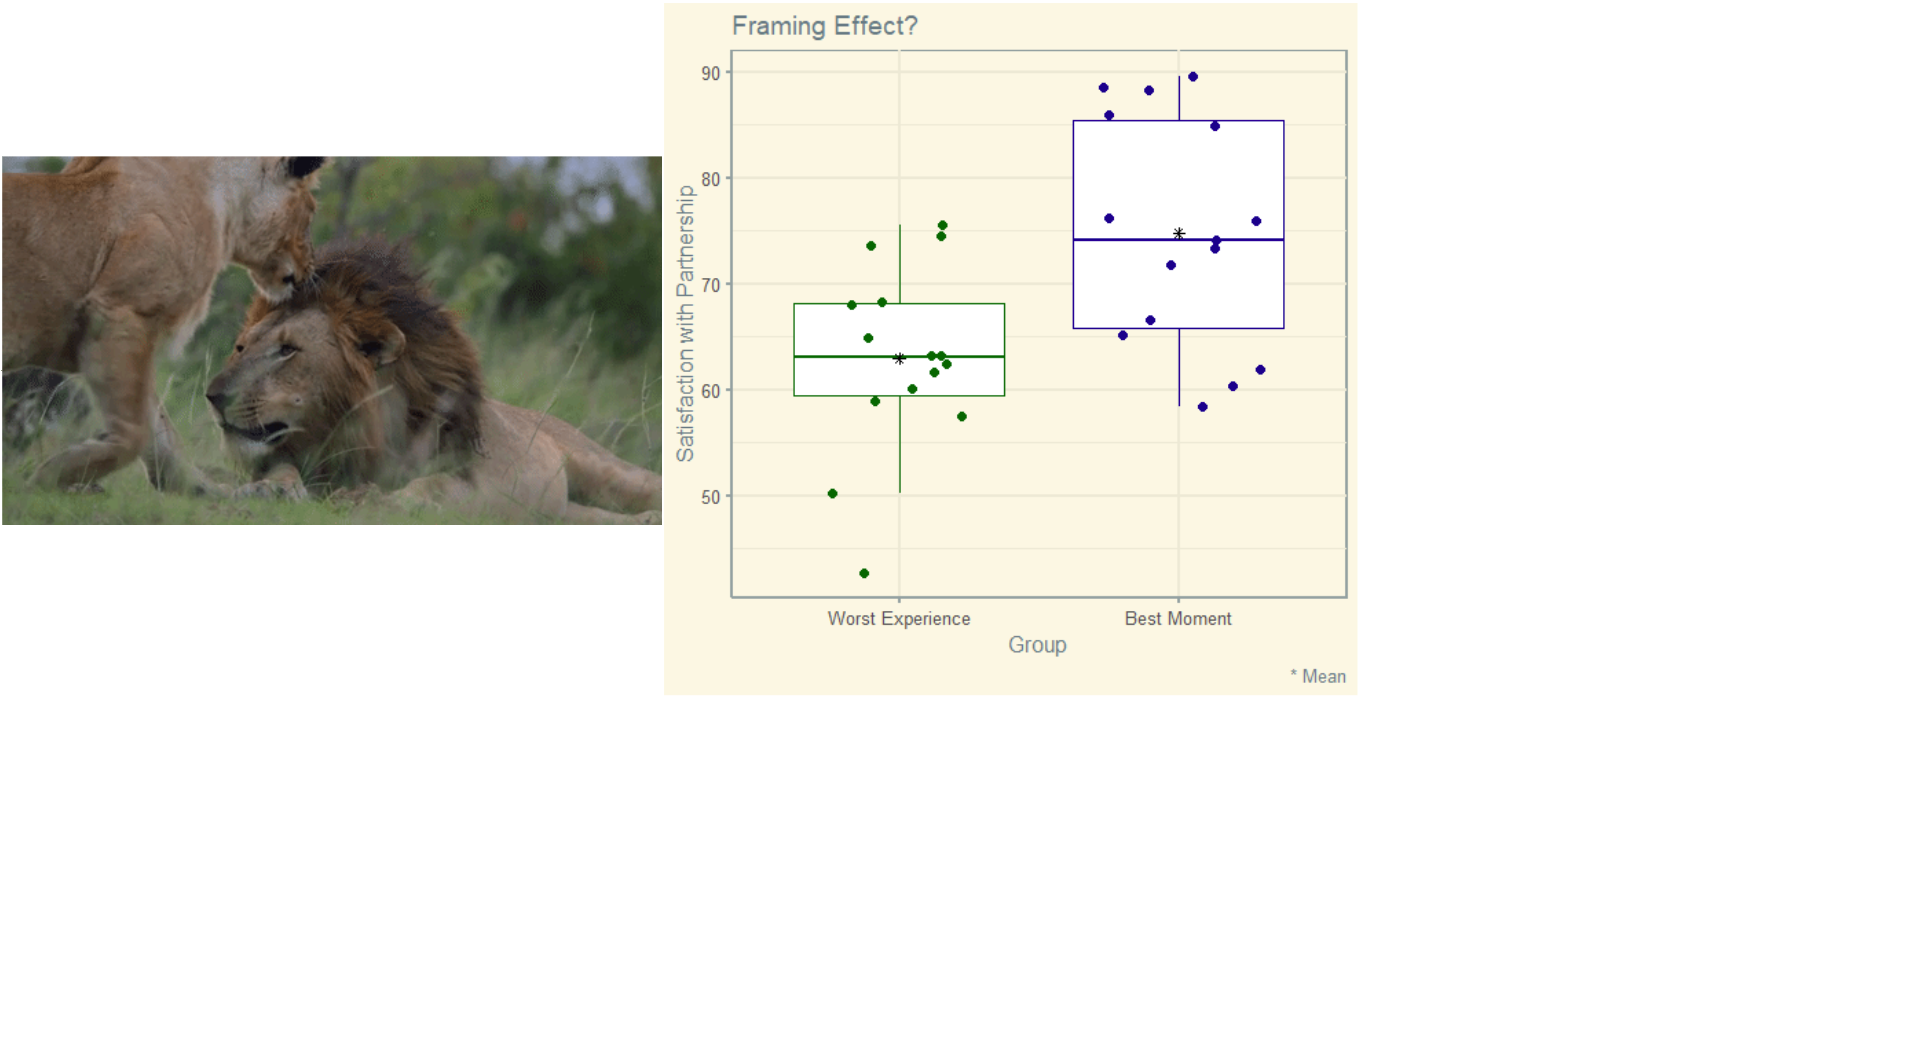 Framing Effect?
Satisfaction with Partnership
90
80
70
60
50
Worst Experience
Best Moment
Group
* Mean